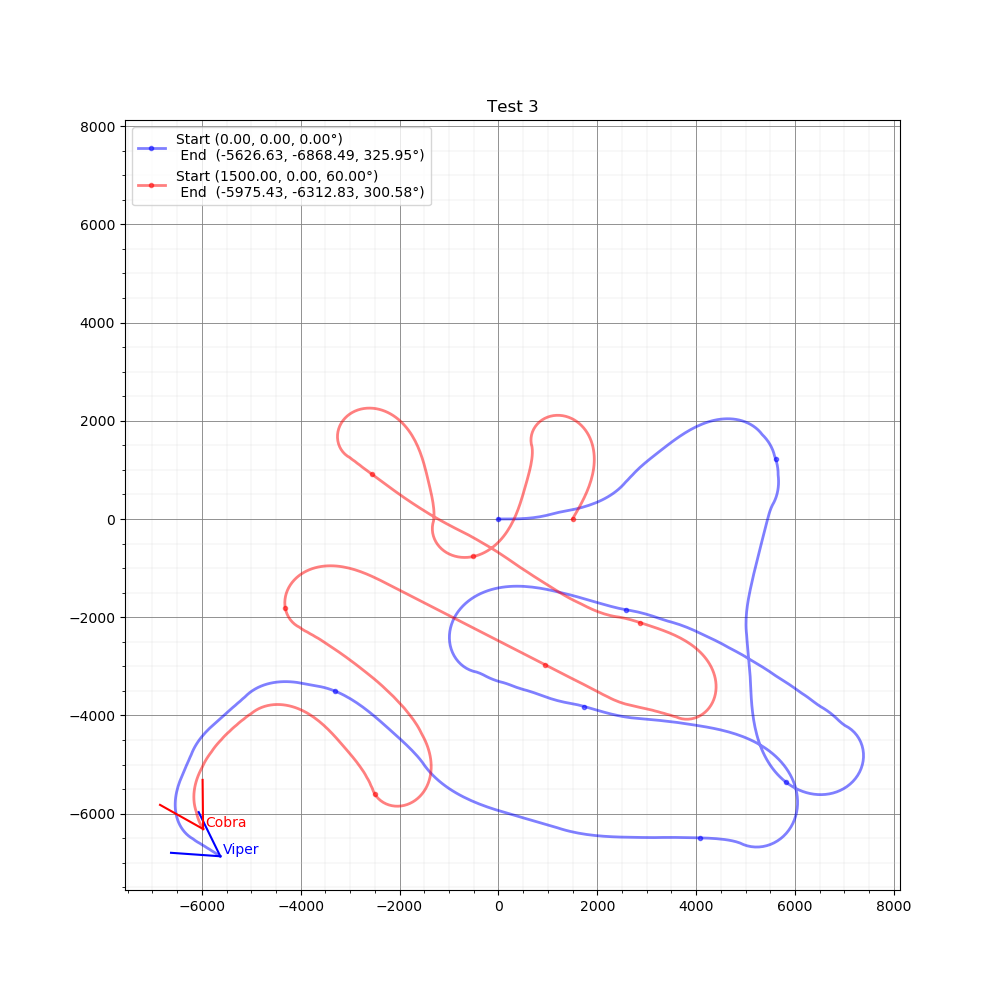 Test 3
Start (0.00, 0.00, 0.00°)
End (-5626.63, -6868.49, 325.95°)
Start (1500.00, 0.00, 60.00°)
End (-5975.43, -6312.83, 300.58°)
8000
6000
4000
2000
0
−2000
−4000
−6000
Cobra
Viper
−6000 −4000 −2000 0 2000 4000 6000 8000